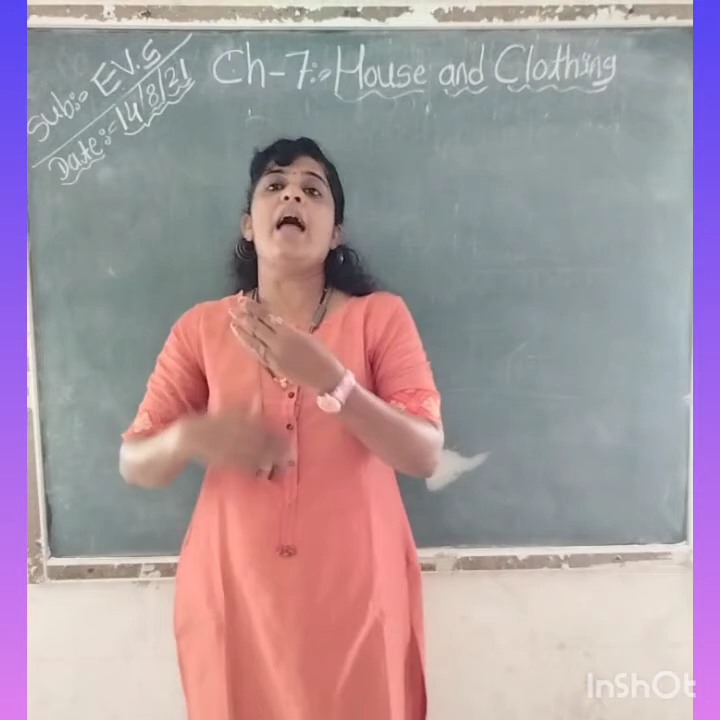 Sub:- E.V.S
Date:- 14/8/21
Ch-7:- House and Clothing
InShOt